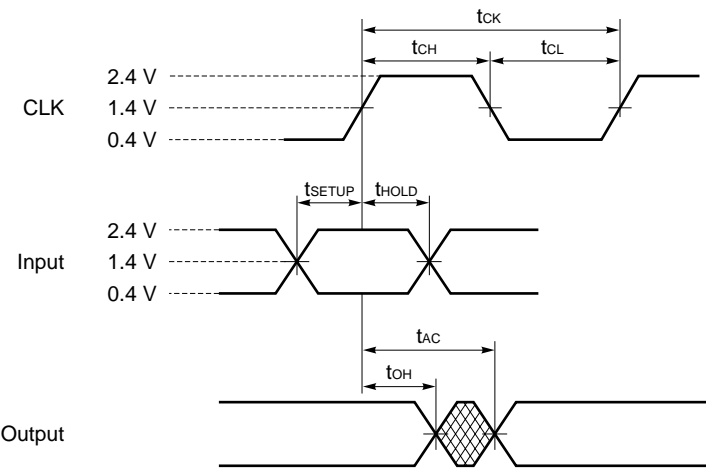 tCK
tCH tCL
2.4 V
CLK 1.4 V
0.4 V
tSETUP tHOLD
2.4 V
Input 1.4 V
0.4 V
tAC
tOH
Output